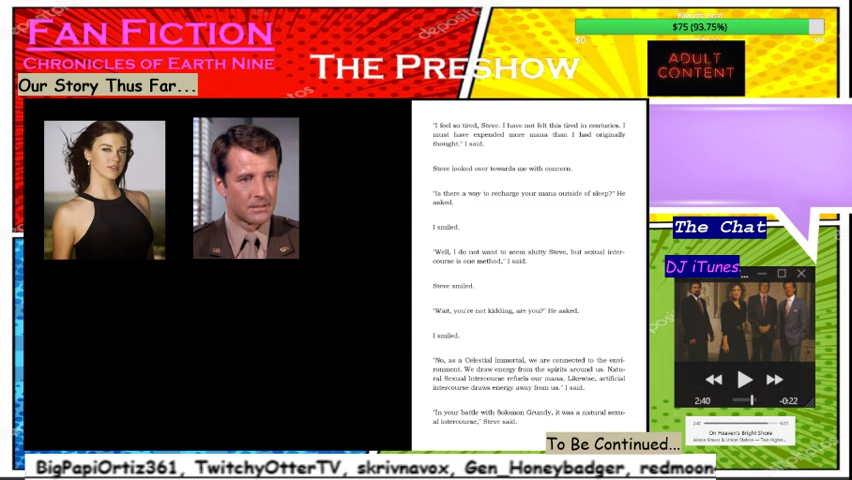 FAN FICTION
CHRONICLES OF EARTH NINE
THE PRESHOW
$75 (93.75%)
$0
ADULT
CONTENT
Our Story Thus Far...
"I feel so tired, Steve. I have not felt this tired in centuries. I
must have expended more mana than I had originally
thought," I said.
Steve looked over towards me with concern.
"Is there a way to recharge your mana outside of sleep?" He
asked.
I smiled.
"Well, I do not want to seem slutty Steve, but sexual inter-
course is one method," I said.
Steve smiled.
"Wait, you're not kidding, are you?" He asked.
I smiled.
"No, as a Celestial Immortal, we are connected to the envi-
ronment. We draw energy from the spirits around us. Natu-
ral Sexual Intercourse refuels our mana. Likewise, artificial
intercourse draws energy away from us." I said.
"In your battle with Solomon Grundy, it was a natural sexu-
al intercourse," Steve said.
To Be Continued...
The Chat
DJ iTunes
2:40
-0:22
On Heaven's Bright Shore
Alison Krauss & Union Station —
BigPapiOrtiz361, TwitchyOtterTV, skrivnavox, Gen_Honeybadger, redmoon